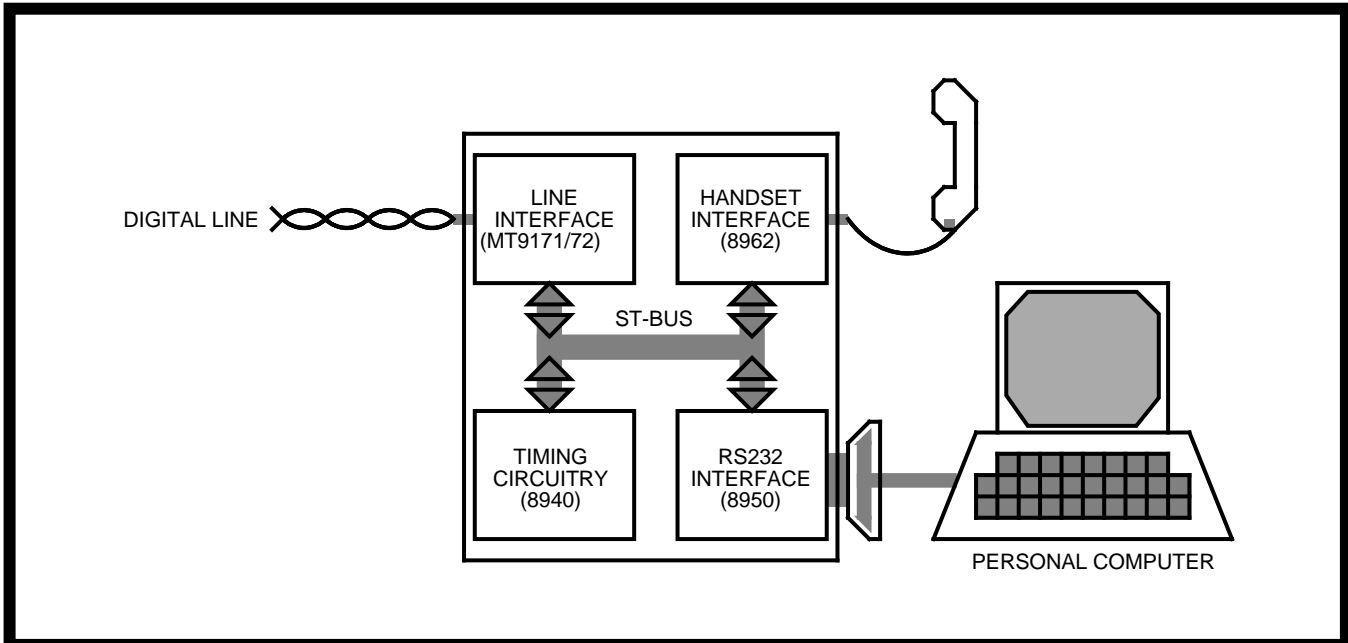 DIGITAL LINE
LINE
INTERFACE
(MT9171/72)
HANDSET
INTERFACE
(8962)
ST-BUS
TIMING
CIRCUITRY
(8940)
RS232
INTERFACE
(8950)
PERSONAL COMPUTER